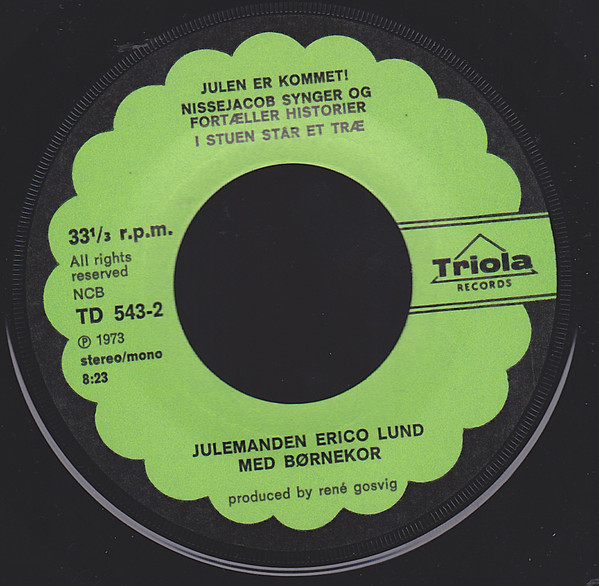 JULEN ER KOMMET!
NISSEJACOB SYNGER OG
FORTÆLLER HISTORIER
I STUEN STAR ET TRÆ
33¹/₃ r.p.m.
All rights
reserved
NCB
TD 543-2
Ⓟ 1973
stereo/mono
8:23
Triola
RECORDS
JULEMANDEN ERICO LUND
MED BØRNEKOR
produced by rené gosvig